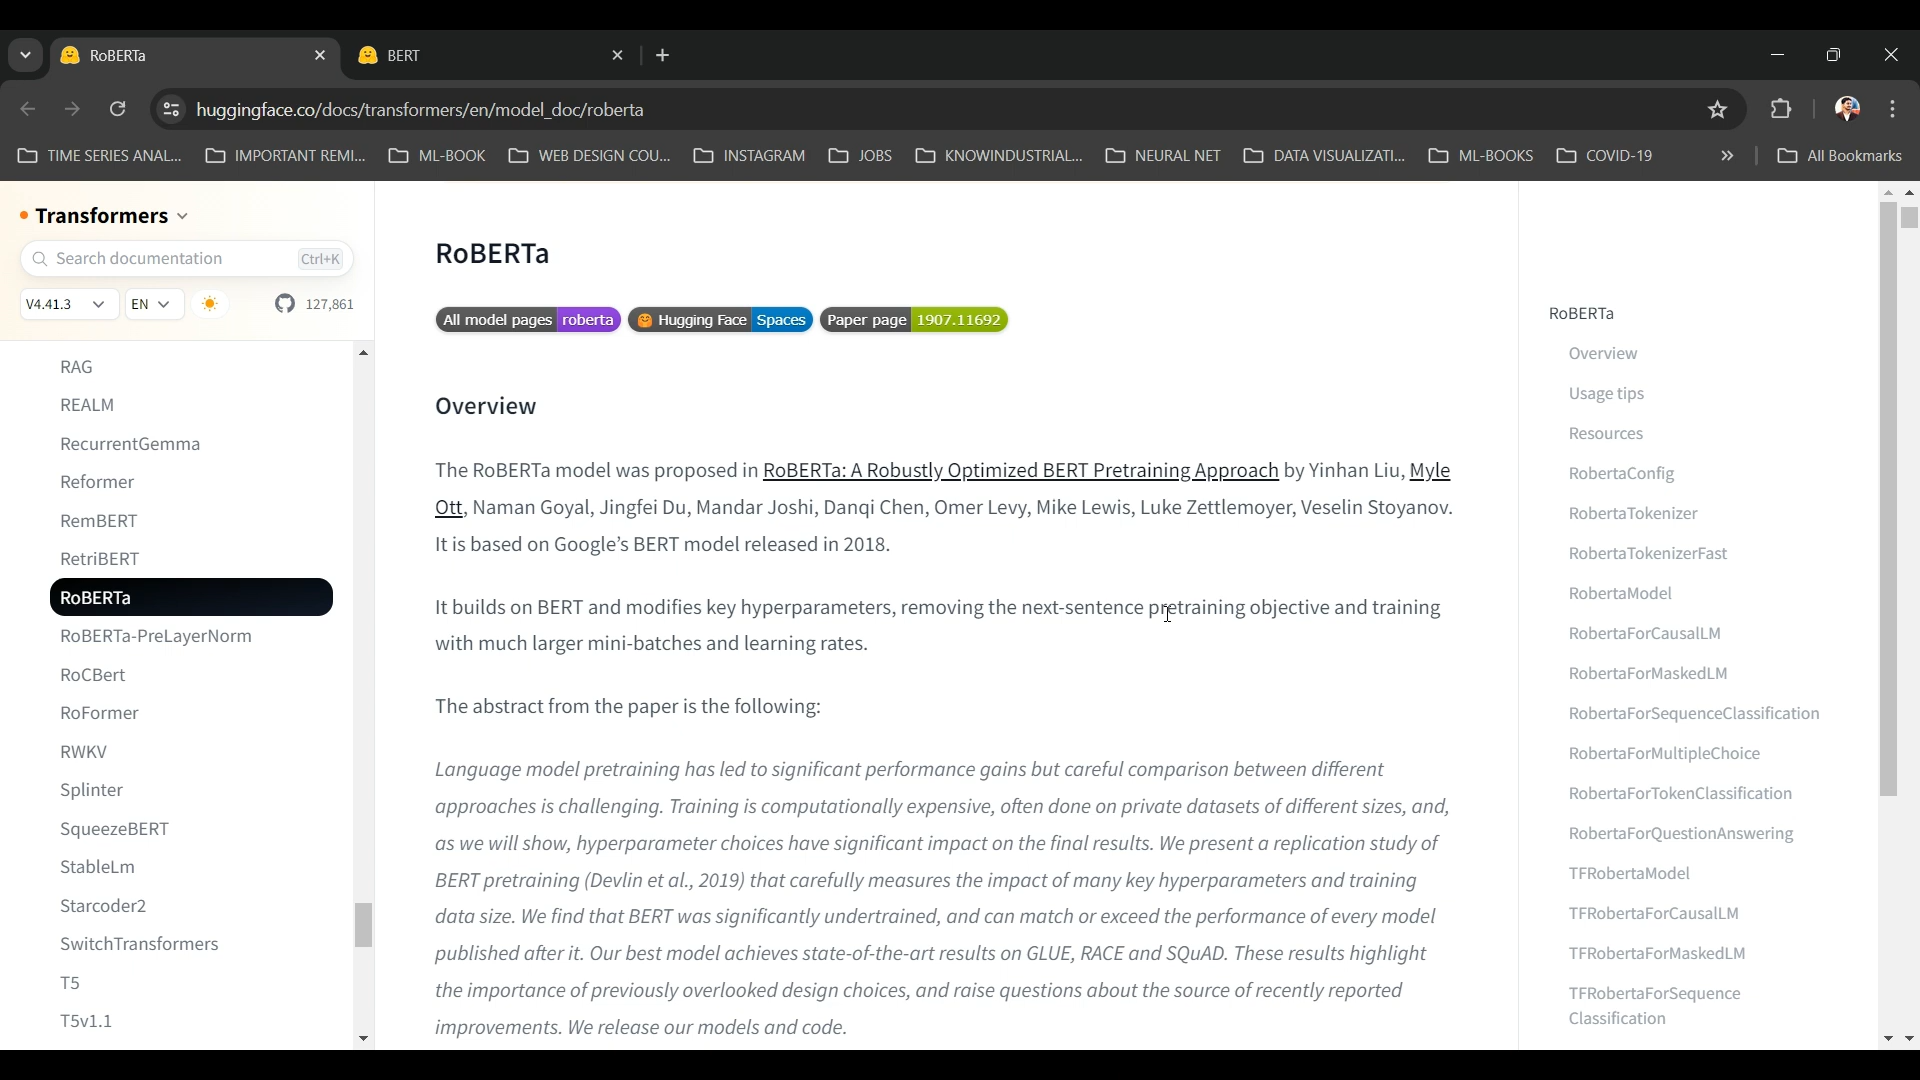 RoBERTa
BERT
huggingface.co/docs/transformers/en/model_doc/roberta
TIME SERIES ANAL...
IMPORTANT REMI...
ML-BOOK
WEB DESIGN COU...
INSTAGRAM
JOBS
KNOWINDUSTRIAL...
NEURAL NET
DATA VISUALIZATI...
ML-BOOKS
COVID-19
»
All Bookmarks
Transformers
Search documentation
Ctrl+K
V4.41.3
EN
127,861
RAG
REALM
RecurrentGemma
Reformer
RemBERT
RetriBERT
RoBERTa
RoBERTa-PreLayerNorm
RoCBert
RoFormer
RWKV
Splinter
SqueezeBERT
StableLm
Starcoder2
SwitchTransformers
T5
T5v1.1
RoBERTa
All model pages roberta
Hugging Face Spaces
Paper page 1907.11692
Overview
The RoBERTa model was proposed in RoBERTa: A Robustly Optimized BERT Pretraining Approach by Yinhan Liu, Myle
Ott, Naman Goyal, Jingfei Du, Mandar Joshi, Danqi Chen, Omer Levy, Mike Lewis, Luke Zettlemoyer, Veselin Stoyanov.
It is based on Google’s BERT model released in 2018.
It builds on BERT and modifies key hyperparameters, removing the next-sentence pretraining objective and training
with much larger mini-batches and learning rates.
The abstract from the paper is the following:
Language model pretraining has led to significant performance gains but careful comparison between different
approaches is challenging. Training is computationally expensive, often done on private datasets of different sizes, and,
as we will show, hyperparameter choices have significant impact on the final results. We present a replication study of
BERT pretraining (Devlin et al., 2019) that carefully measures the impact of many key hyperparameters and training
data size. We find that BERT was significantly undertrained, and can match or exceed the performance of every model
published after it. Our best model achieves state-of-the-art results on GLUE, RACE and SQuAD. These results highlight
the importance of previously overlooked design choices, and raise questions about the source of recently reported
improvements. We release our models and code.
RoBERTa
Overview
Usage tips
Resources
RobertaConfig
RobertaTokenizer
RobertaTokenizerFast
RobertaModel
RobertaForCausalLM
RobertaForMaskedLM
RobertaForSequenceClassification
RobertaForMultipleChoice
RobertaForTokenClassification
RobertaForQuestionAnswering
TFRobertaModel
TFRobertaForCausalLM
TFRobertaForMaskedLM
TFRobertaForSequence
Classification